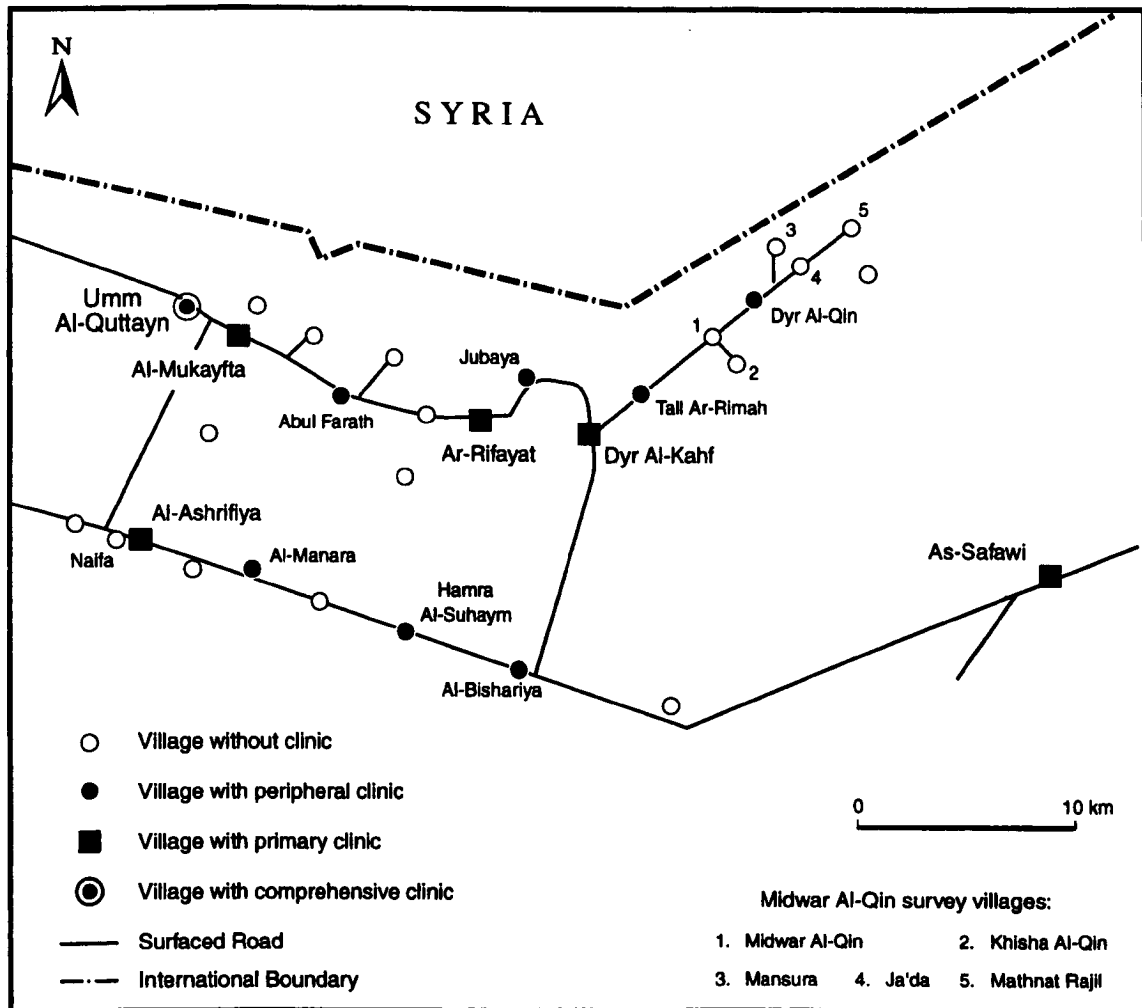 N
SYRIA
3
5
4
Umm
Al-Quttayn
Dyr Al-Qin
1
Al-Mukayfta
Jubaya
2
Abul Farath
Tall Ar-Rimah
Ar-Rifayat
Dyr Al-Kahf
Al-Ashrifiya
Naifa
Al-Manara
As-Safawi
Hamra
Al-Suhaym
Al-Bishariya
Village without clinic
Village with peripheral clinic
Village with primary clinic
Village with comprehensive clinic
Surfaced Road
International Boundary
0 10 km
Midwar Al-Qin survey villages:
1. Midwar Al-Qin 2. Khisha Al-Qin
3. Mansura 4. Ja'da 5. Mathnat Rajil